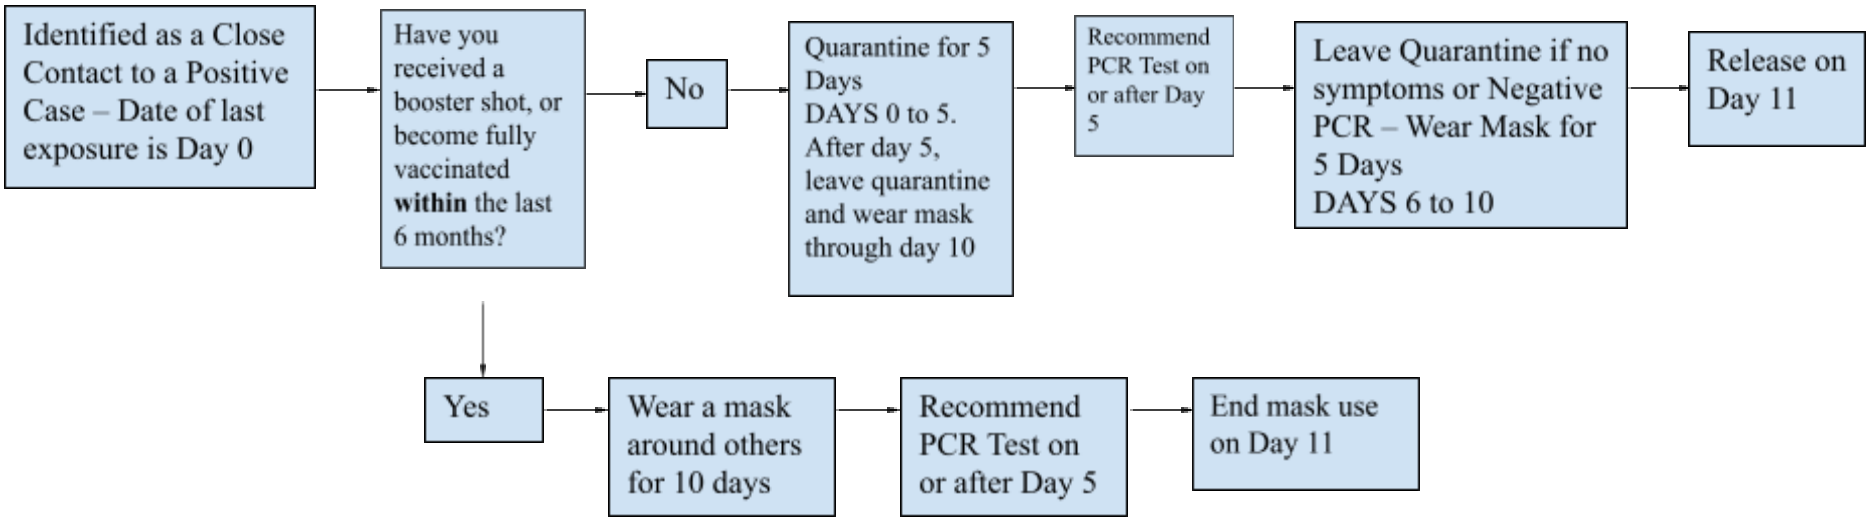 Identified as a Close
Contact to a Positive
Case – Date of last
exposure is Day 0
Have you
received a
booster shot, or
become fully
vaccinated
within the last
6 months?
No
Quarantine for 5
Days
DAYS 0 to 5.
After day 5,
leave quarantine
and wear mask
through day 10
Recommend
PCR Test on
or after Day
5
Leave Quarantine if no
symptoms or Negative
PCR – Wear Mask for
5 Days
DAYS 6 to 10
Release on
Day 11
Yes
Wear a mask
around others
for 10 days
Recommend
PCR Test on
or after Day 5
End mask use
on Day 11